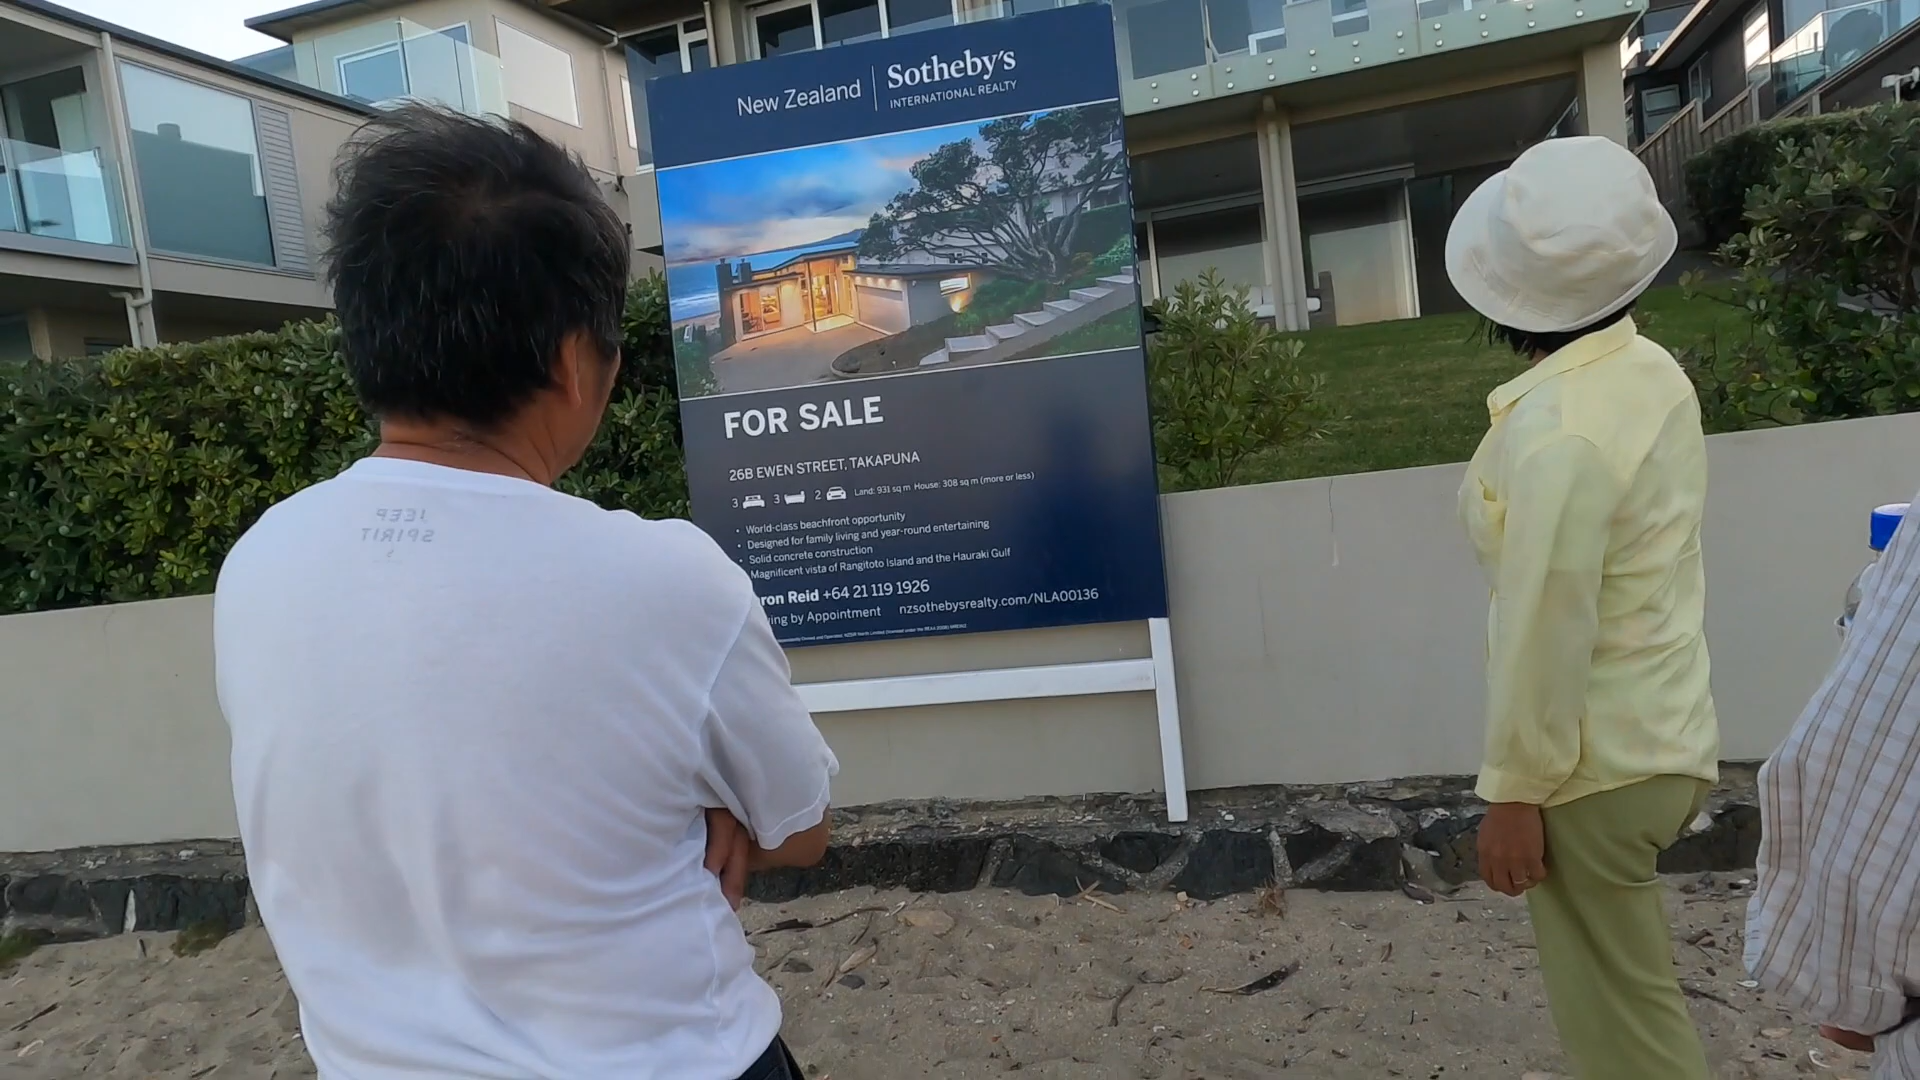 New Zealand | Sotheby's
INTERNATIONAL REALTY
FOR SALE
26B EWEN STREET, TAKAPUNA
3 3 2 Land: 931 sq m House: 308 sq m (more or less)
• World-class beachfront opportunity
• Designed for family living and year-round entertaining
• Solid concrete construction
Magnificent vista of Rangitoto Island and the Hauraki Gulf
ron Reid +64 21 119 1926
ing by Appointment nzsothebysrealty.com/NLA00136
JEEP
SPIRIT